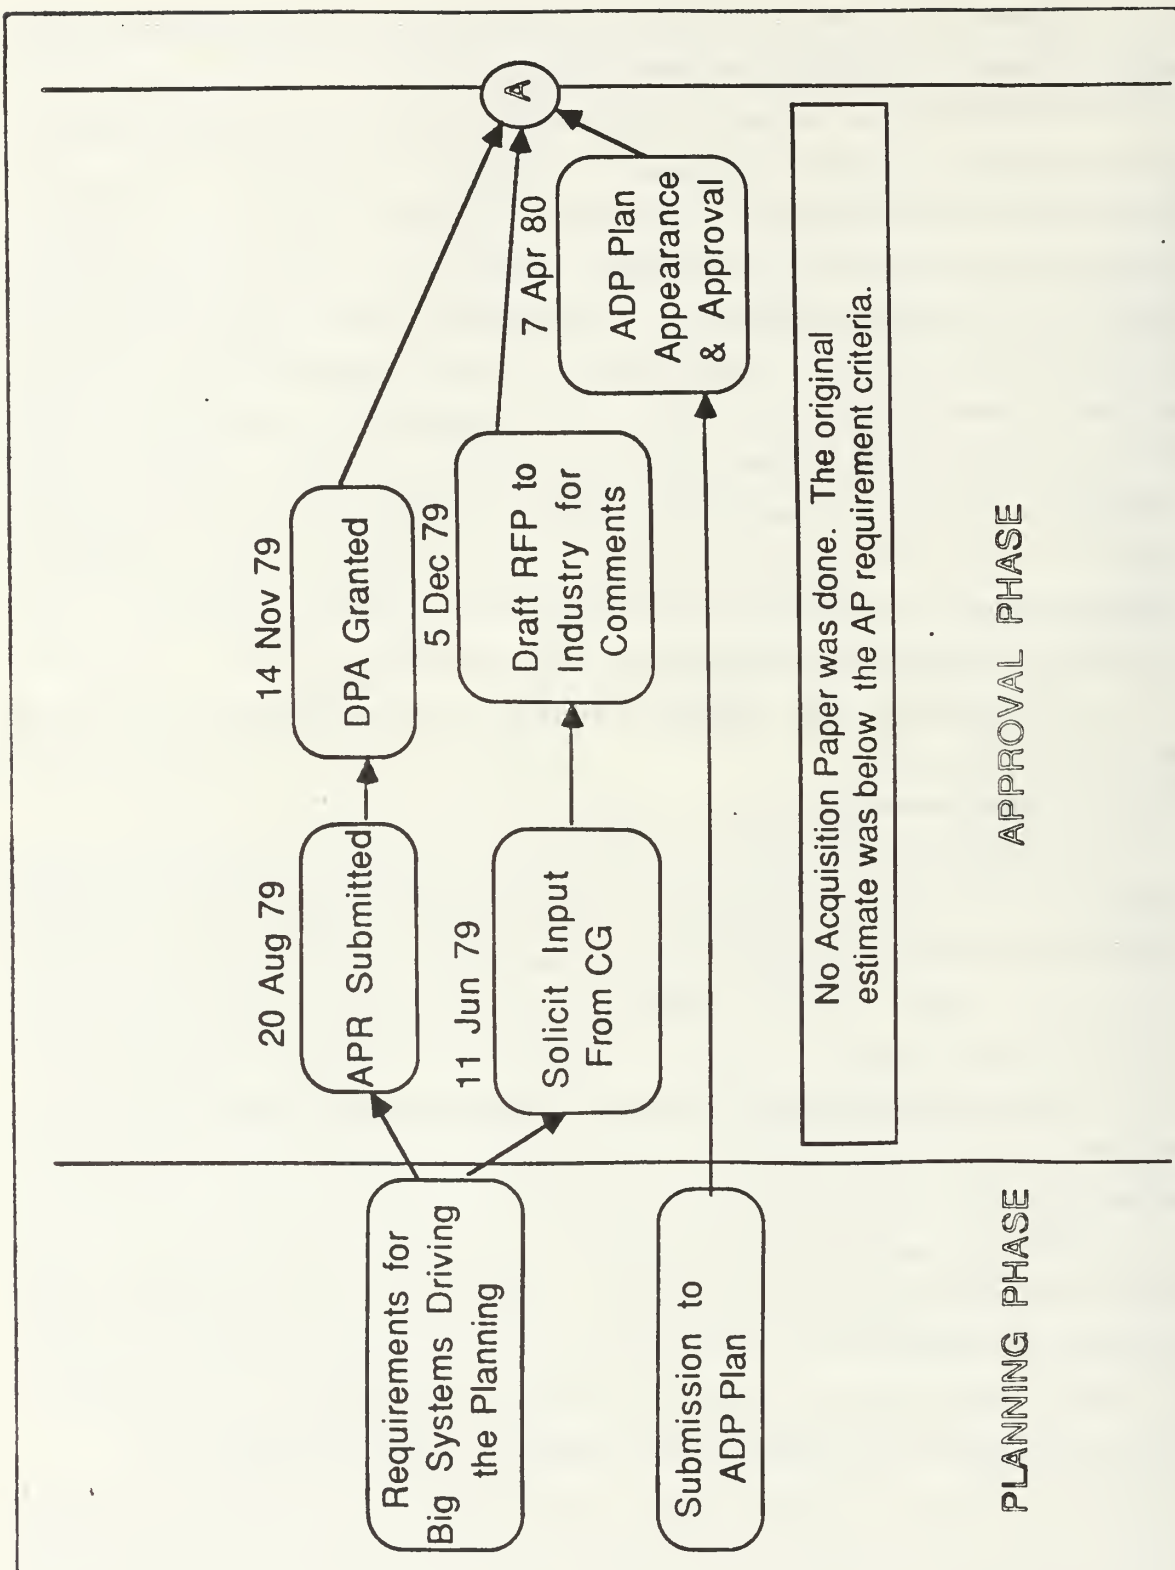 Requirements for
Big Systems Driving
the Planning
Submission to
ADP Plan
PLANNING PHASE
20 Aug 79
APR Submitted
11 Jun 79
Solicit Input
From CG
14 Nov 79
DPA Granted
5 Dec 79
Draft RFP to
Industry for
Comments
7 Apr 80
ADP Plan
Appearance
& Approval
A
No Acquisition Paper was done. The original
estimate was below the AP requirement criteria.
APPROVAL PHASE